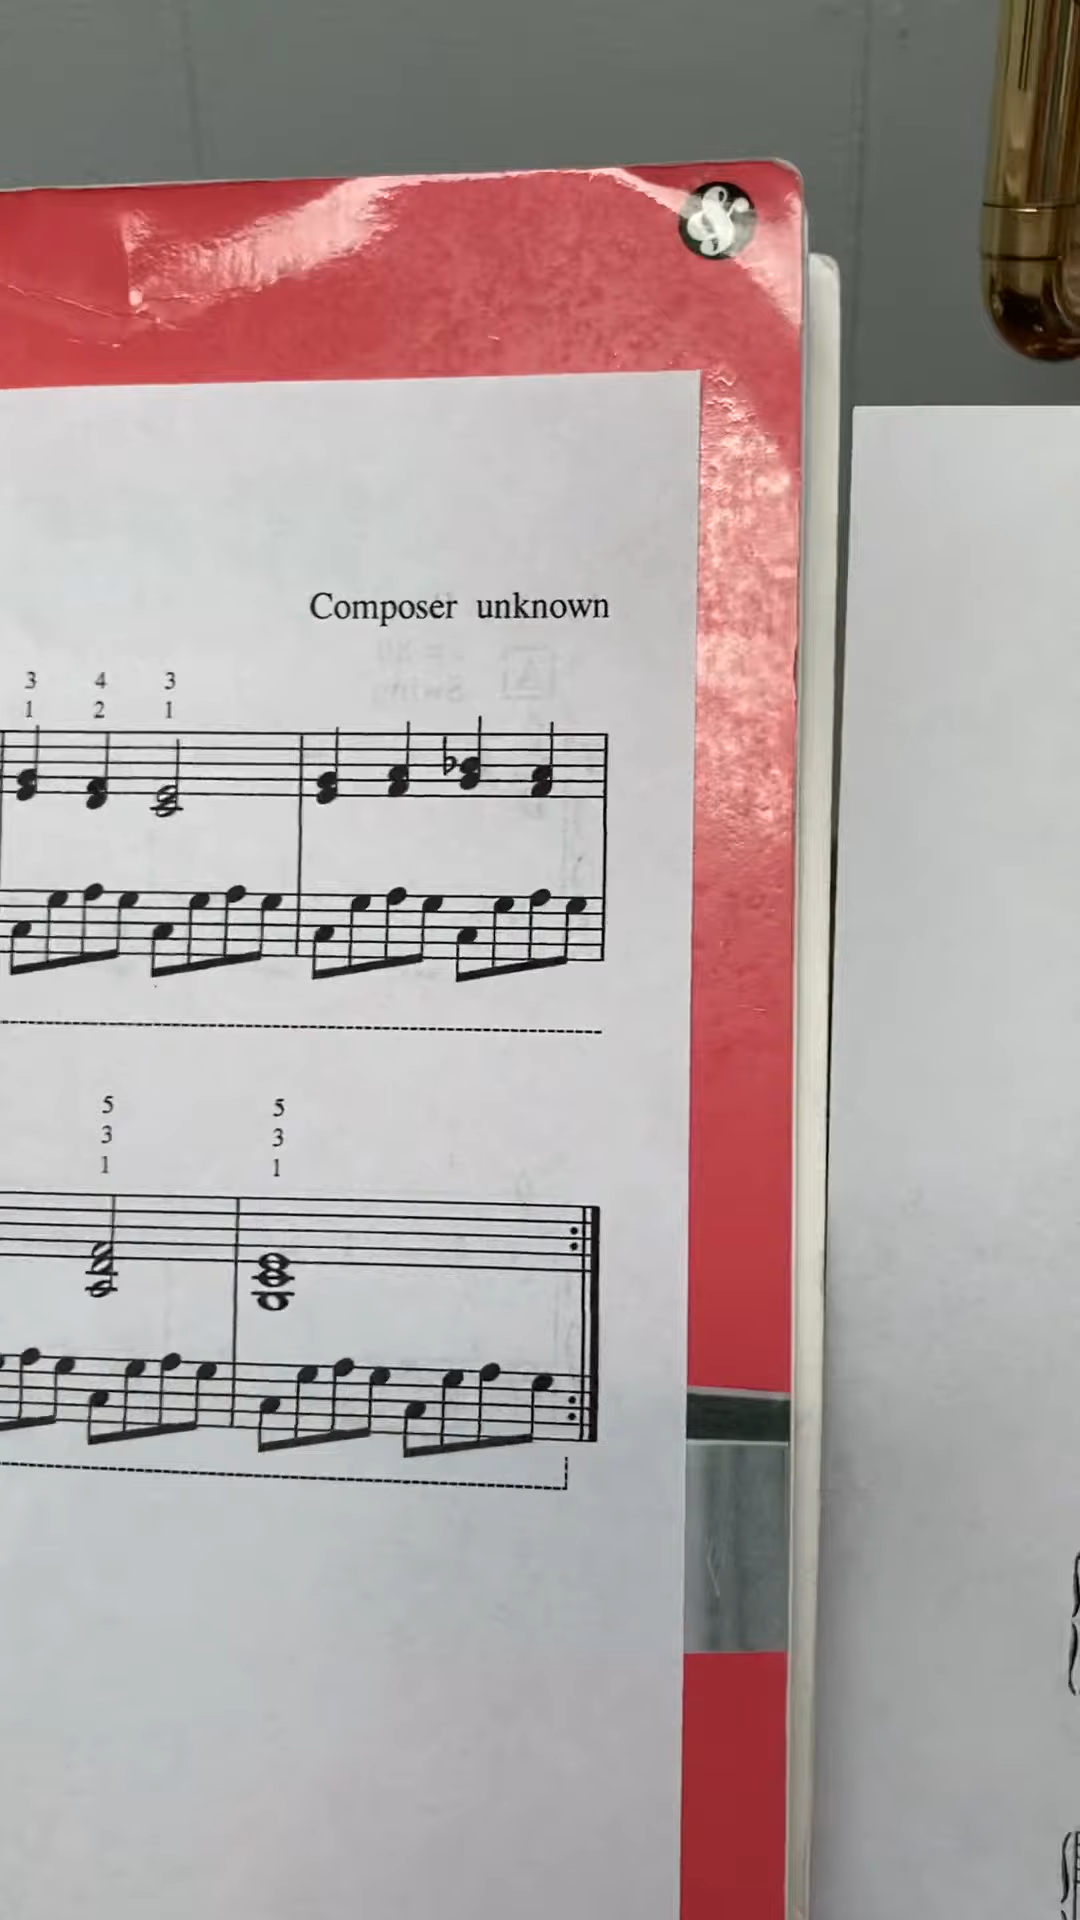 Composer unknown
3 4 3
1 2 1
5 5
3 3
1 1